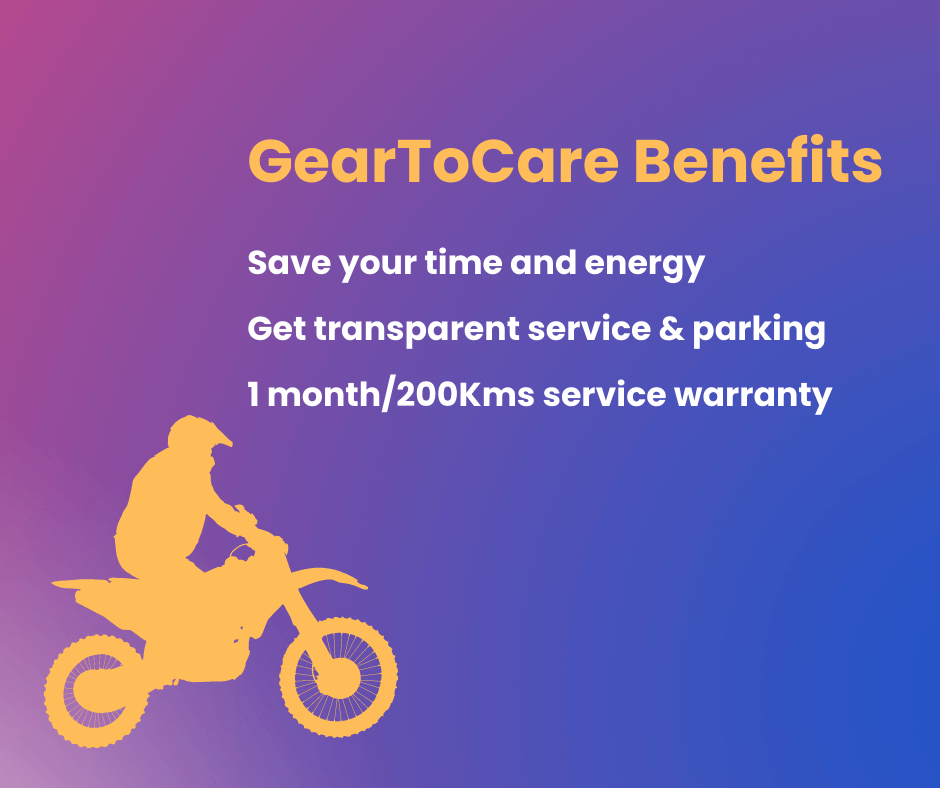 GearToCare Benefits
Save your time and energy
Get transparent service & parking
1 month/200Kms service warranty